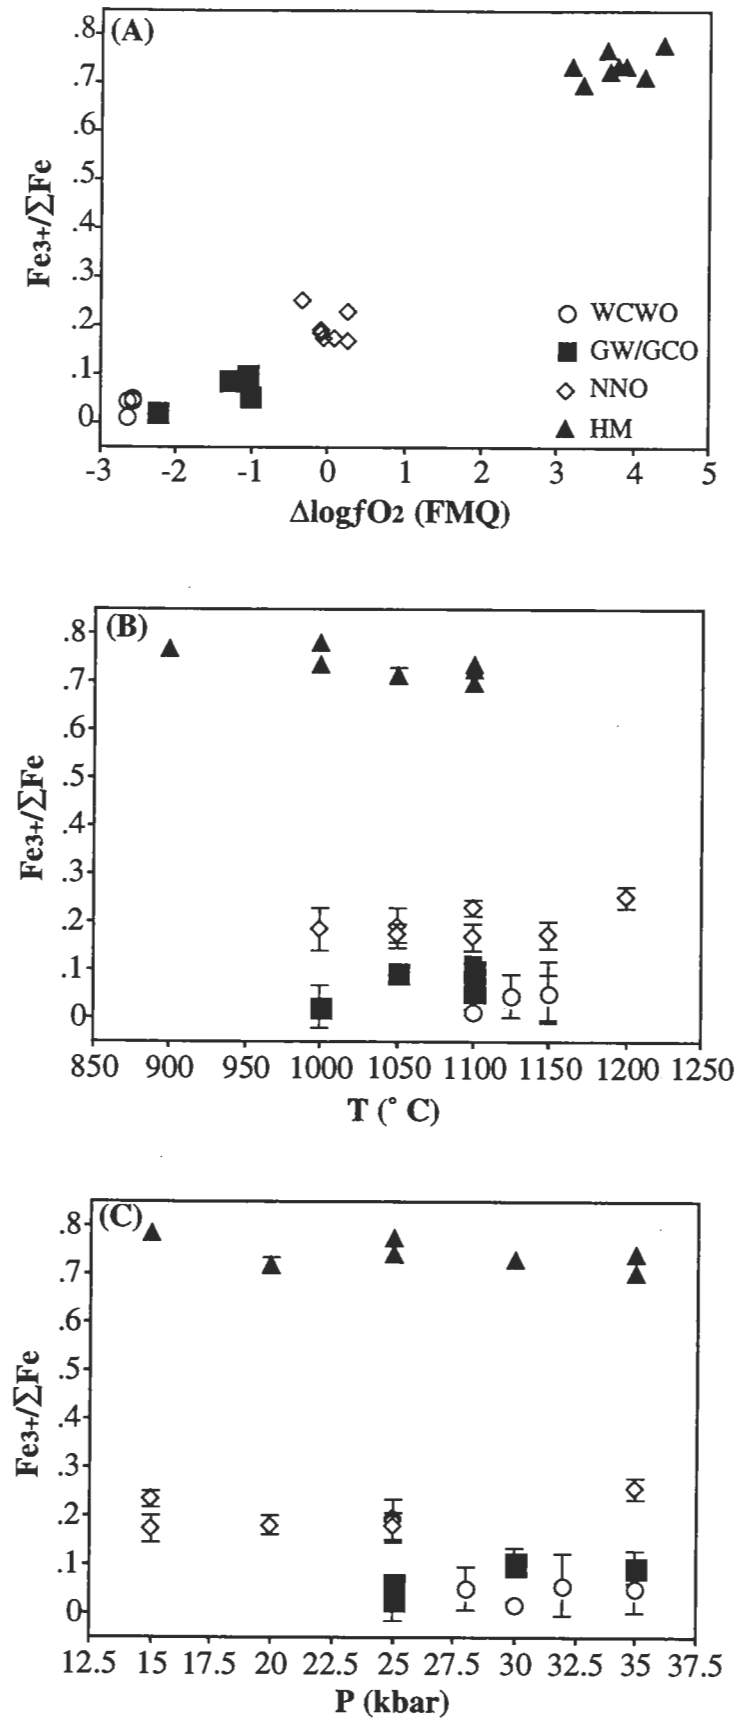 (A)
.8
.7
.6
.5
.4
.3
.2
.1
0
Fe3+/∑Fe
WCWO
GW/GCO
NNO
HM
-3 -2 -1 0 1 2 3 4 5
ΔlogƒO2 (FMQ)
(B)
.8
.7
.6
.5
.4
.3
.2
.1
0
Fe3+/∑Fe
850 900 950 1000 1050 1100 1150 1200 1250
T (° C)
(C)
.8
.7
.6
.5
.4
.3
.2
.1
0
Fe3+/∑Fe
12.5 15 17.5 20 22.5 25 27.5 30 32.5 35 37.5
P (kbar)